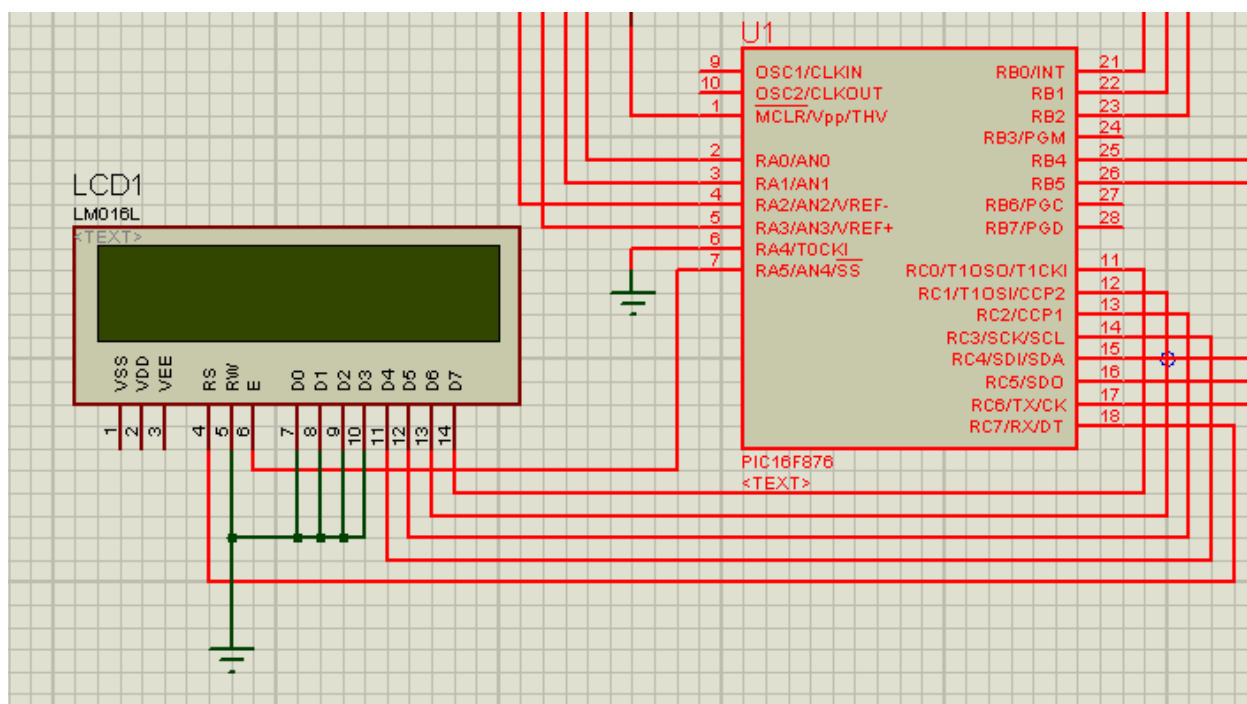 U1
9 OSC1/CLKIN RB0/INT 21
10 OSC2/CLKOUT RB1 22
1 MCLR/Vpp/THV RB2 23
RB3/PGM 24
2 RA0/AN0 RB4 25
3 RA1/AN1 RB5 26
4 RA2/AN2/VREF- RB6/PGC 27
5 RA3/AN3/VREF+ RB7/PGD 28
6 RA4/T0CKI
7 RA5/AN4/SS RC0/T1OSO/T1CKI 11
RC1/T1OSI/CCP2 12
RC2/CCP1 13
RC3/SCK/SCL 14
RC4/SDI/SDA 15
RC5/SDO 16
RC6/TX/CK 17
RC7/RX/DT 18
PIC16F876
<TEXT>
LCD1
LM016L
<TEXT>
VSS VDD VEE RS RW E D0 D1 D2 D3 D4 D5 D6 D7
1 2 3 4 5 6 7 8 9 10 11 12 13 14